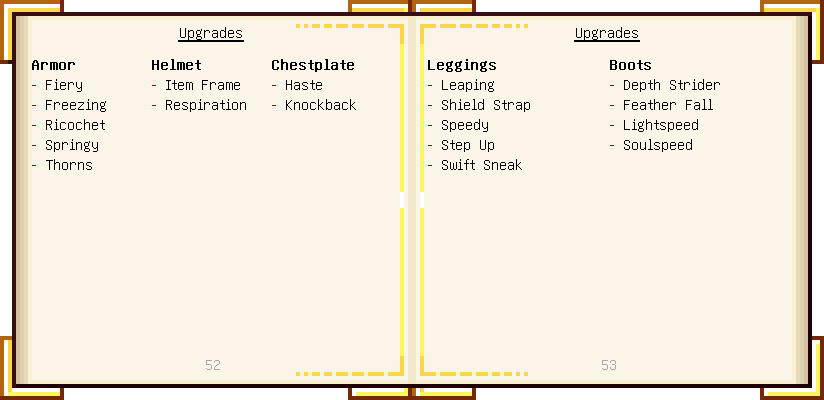 Upgrades
Armor
- Fiery
- Freezing
- Ricochet
- Springy
- Thorns
Helmet
- Item Frame
- Respiration
Chestplate
- Haste
- Knockback
52
Upgrades
Leggings
- Leaping
- Shield Strap
- Speedy
- Step Up
- Swift Sneak
Boots
- Depth Strider
- Feather Fall
- Lightspeed
- Soulspeed
53